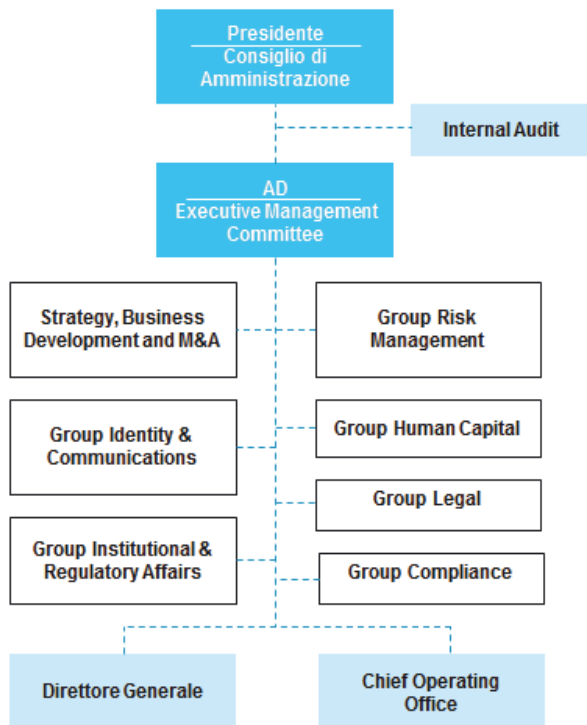 Presidente
Consiglio di
Amministrazione
Internal Audit
AD
Executive Management
Committee
Strategy, Business
Development and M&A
Group Risk
Management
Group Identity &
Communications
Group Human Capital
Group Legal
Group Institutional &
Regulatory Affairs
Group Compliance
Direttore Generale
Chief Operating
Office